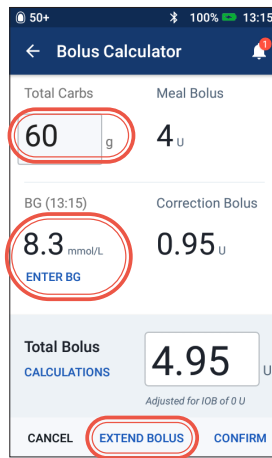 50+ 100% 13:15
← Bolus Calculator 1
Total Carbs Meal Bolus
60 g 4 U
BG (13:15) Correction Bolus
8.3 mmol/L 0.95 U
ENTER BG
Total Bolus 4.95 U
CALCULATIONS
Adjusted for IOB of 0 U
CANCEL EXTEND BOLUS CONFIRM